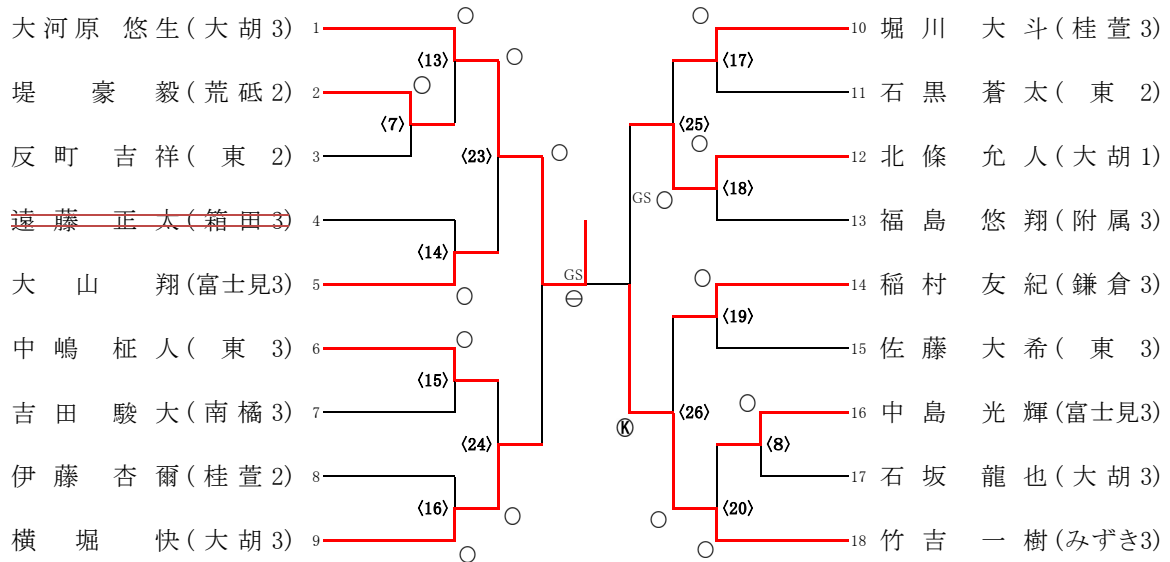 大河原 悠生(大胡3) 1 ○
堤 豪 毅(荒砥2) 2 ○
反町 吉祥( 東 2) 3
遠藤 正太(箱田3) 4
大 山 翔(富士見3) 5 ○
中嶋 柾人( 東 3) 6 ○
吉田 駿大(南橘3) 7
伊藤 杏爾(桂萱2) 8
横 堀 快(大胡3) 9 ○
〈13〉 ○
〈7〉
〈23〉 ○
〈14〉
〈15〉
〈24〉
〈16〉 ○
GS
⊖
10 堀川 大斗(桂萱3) ○
11 石黒 蒼太( 東 2)
12 北條 允人(大胡1) ○
13 福島 悠翔(附属3)
14 稲村 友紀(鎌倉3) ○
15 佐藤 大希( 東 3)
16 中島 光輝(富士見3) ○
17 石坂 龍也(大胡3)
18 竹吉 一樹(みずき3) ○
〈17〉
〈25〉
〈18〉
GS ○
〈19〉
〈26〉
Ⓚ
〈8〉
〈20〉 ○